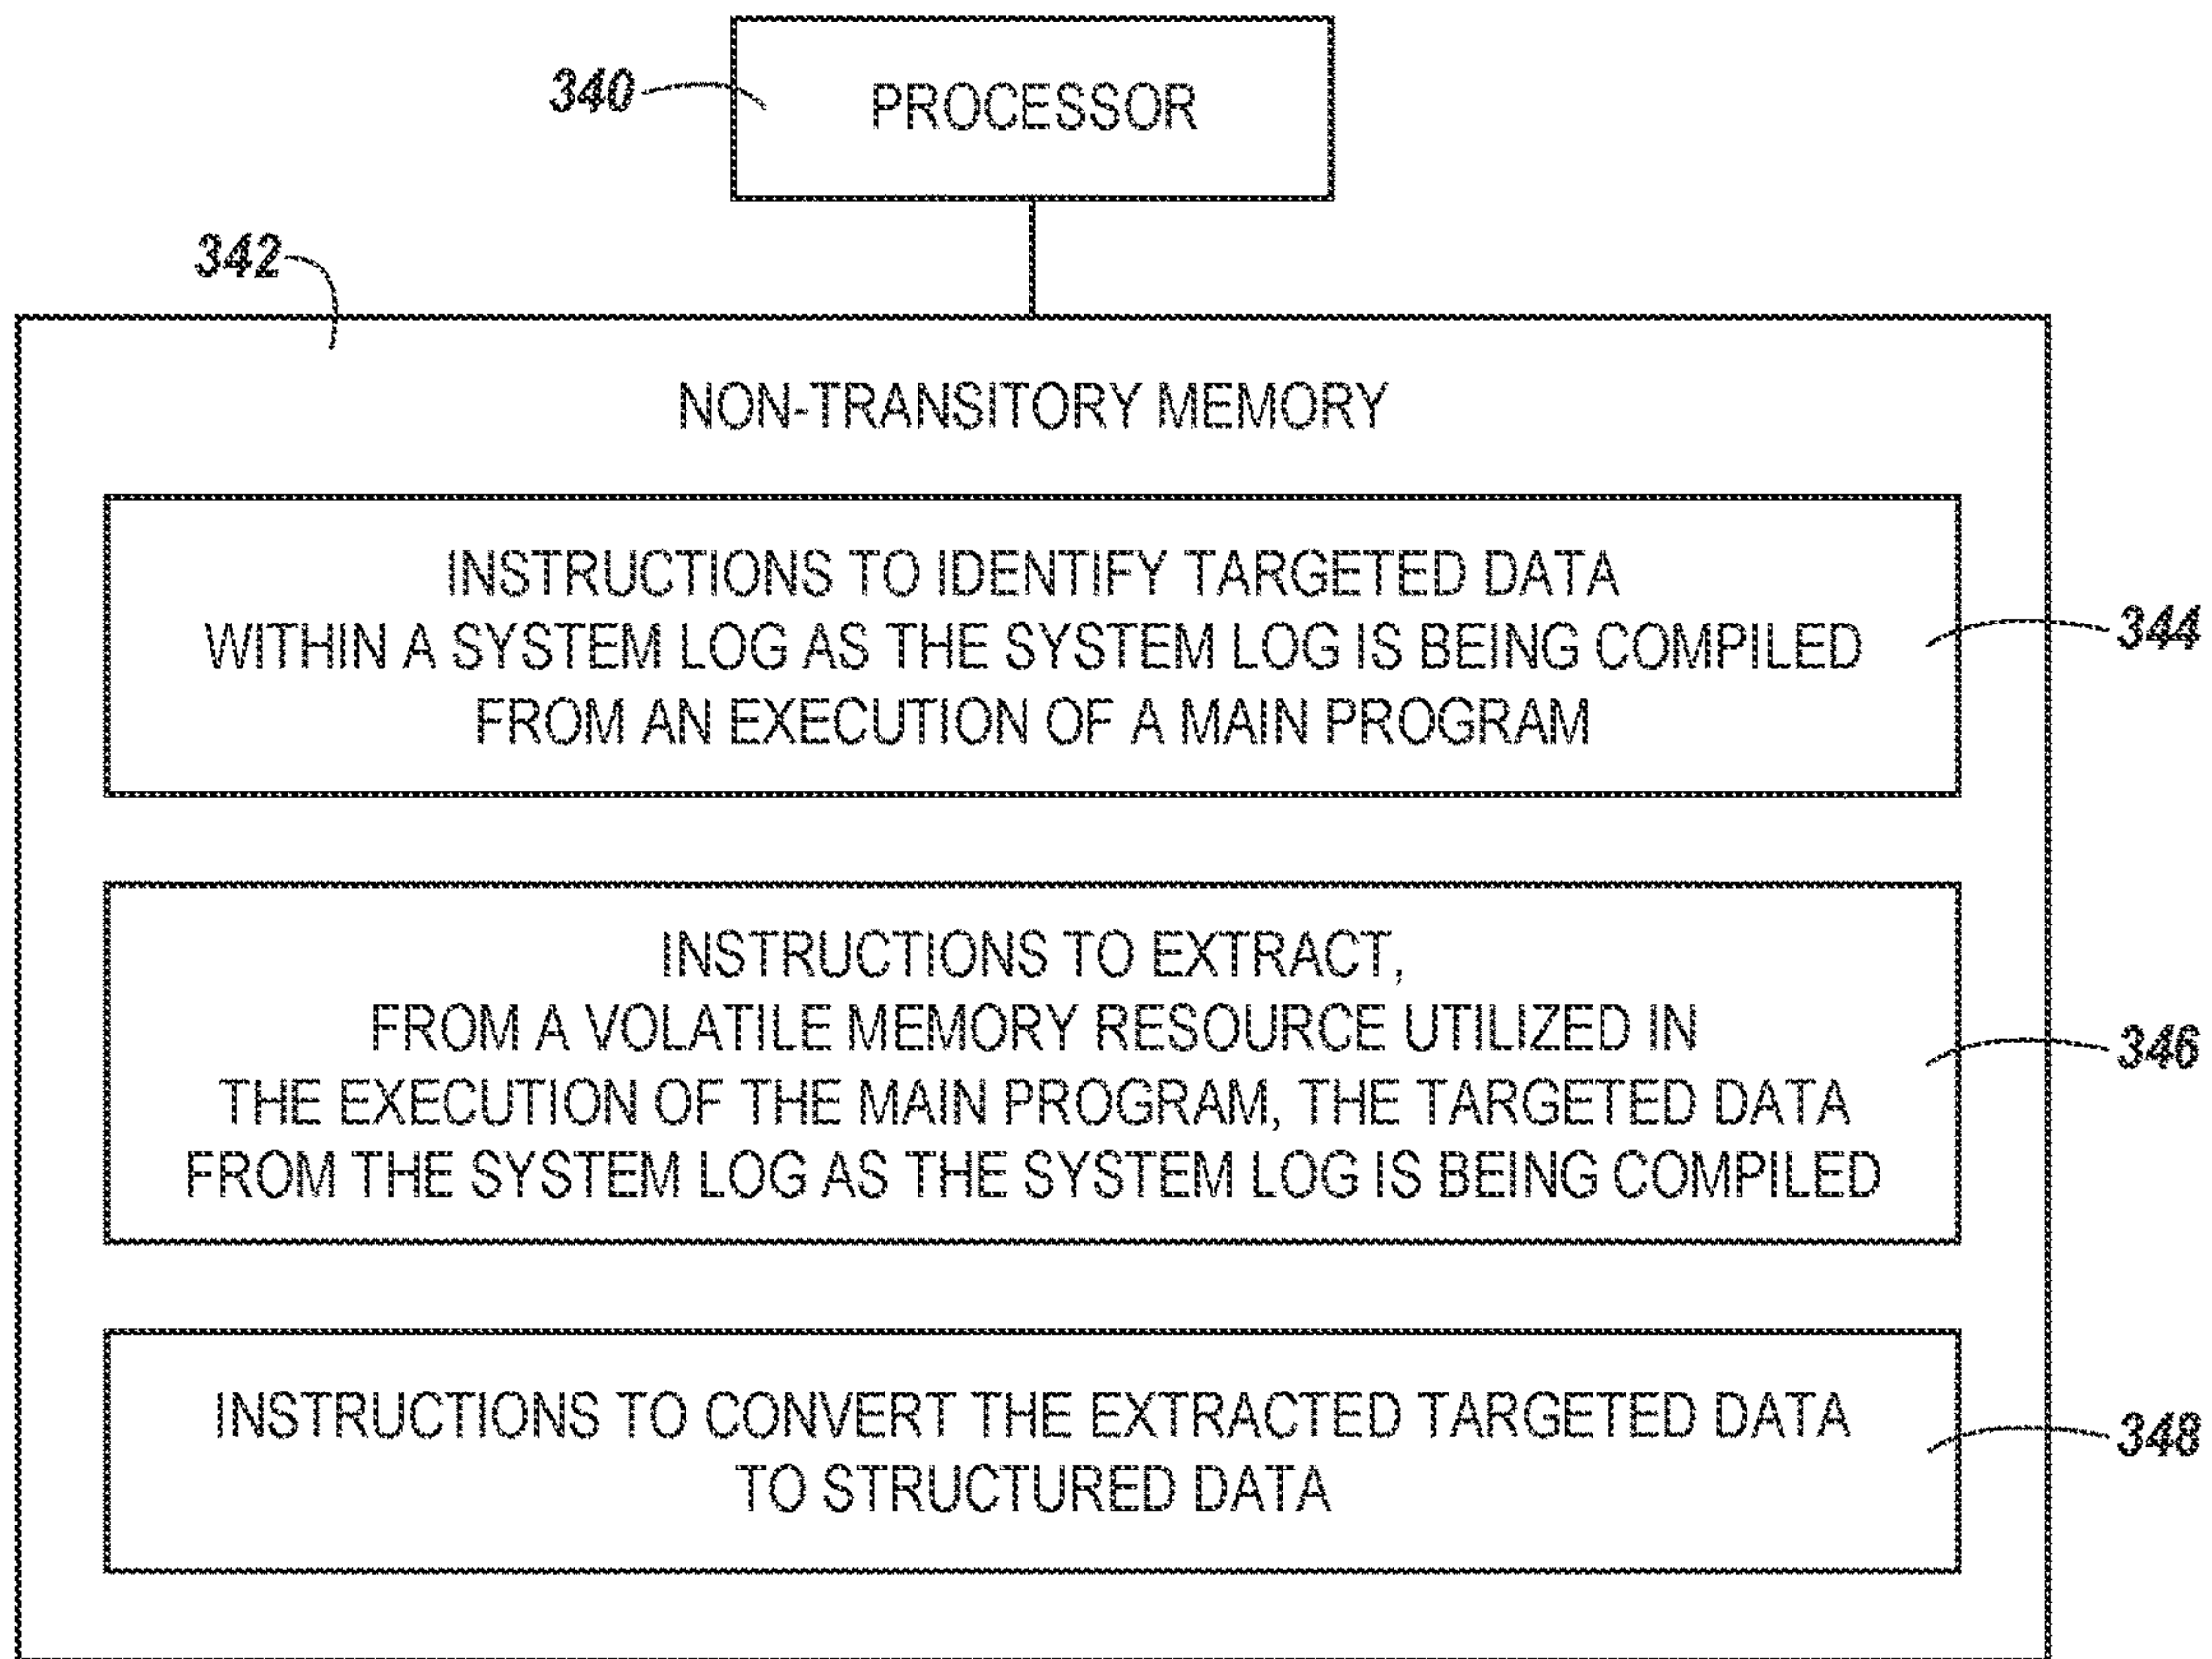 340
PROCESSOR
342
NON-TRANSITORY MEMORY
INSTRUCTIONS TO IDENTIFY TARGETED DATA
WITHIN A SYSTEM LOG AS THE SYSTEM LOG IS BEING COMPILED
FROM AN EXECUTION OF A MAIN PROGRAM
344
INSTRUCTIONS TO EXTRACT,
FROM A VOLATILE MEMORY RESOURCE UTILIZED IN
THE EXECUTION OF THE MAIN PROGRAM, THE TARGETED DATA
FROM THE SYSTEM LOG AS THE SYSTEM LOG IS BEING COMPILED
346
INSTRUCTIONS TO CONVERT THE EXTRACTED TARGETED DATA
TO STRUCTURED DATA
348